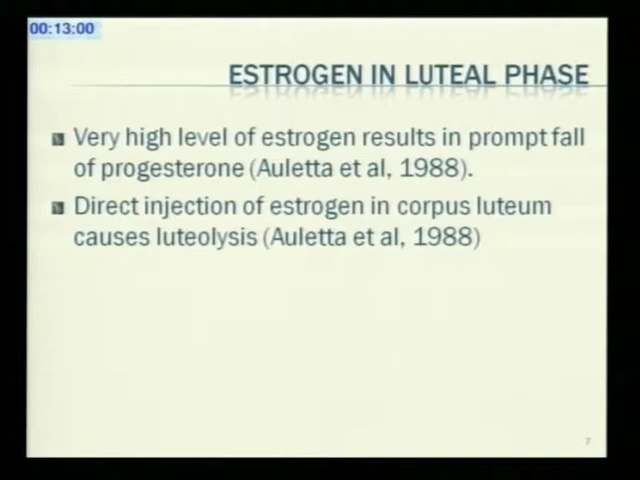 00:13:00
ESTROGEN IN LUTEAL PHASE
Very high level of estrogen results in prompt fall
of progesterone (Auletta et al, 1988).
Direct injection of estrogen in corpus luteum
causes luteolysis (Auletta et al, 1988)
7